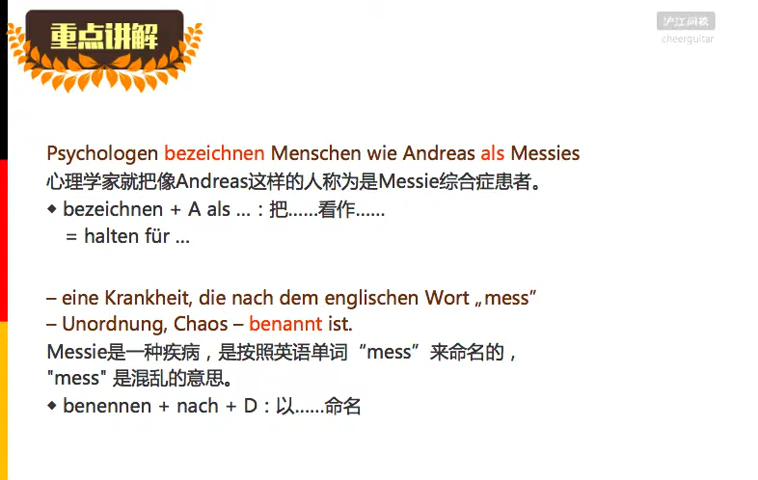 重点讲解
沪江网校
cheerguitar
Psychologen bezeichnen Menschen wie Andreas als Messies
心理学家就把像Andreas这样的人称为是Messie综合症患者。
◆ bezeichnen + A als …：把……看作……
= halten für …
– eine Krankheit, die nach dem englischen Wort „mess”
– Unordnung, Chaos – benannt ist.
Messie是一种疾病，是按照英语单词“mess”来命名的，
"mess" 是混乱的意思。
◆ benennen + nach + D：以……命名